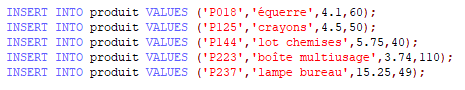 INSERT INTO produit VALUES ('P018','équerre',4.1,60);
INSERT INTO produit VALUES ('P125','crayons',4.5,50);
INSERT INTO produit VALUES ('P144','lot chemises',5.75,40);
INSERT INTO produit VALUES ('P223','boîte multiusage',3.74,110);
INSERT INTO produit VALUES ('P237','lampe bureau',15.25,49);